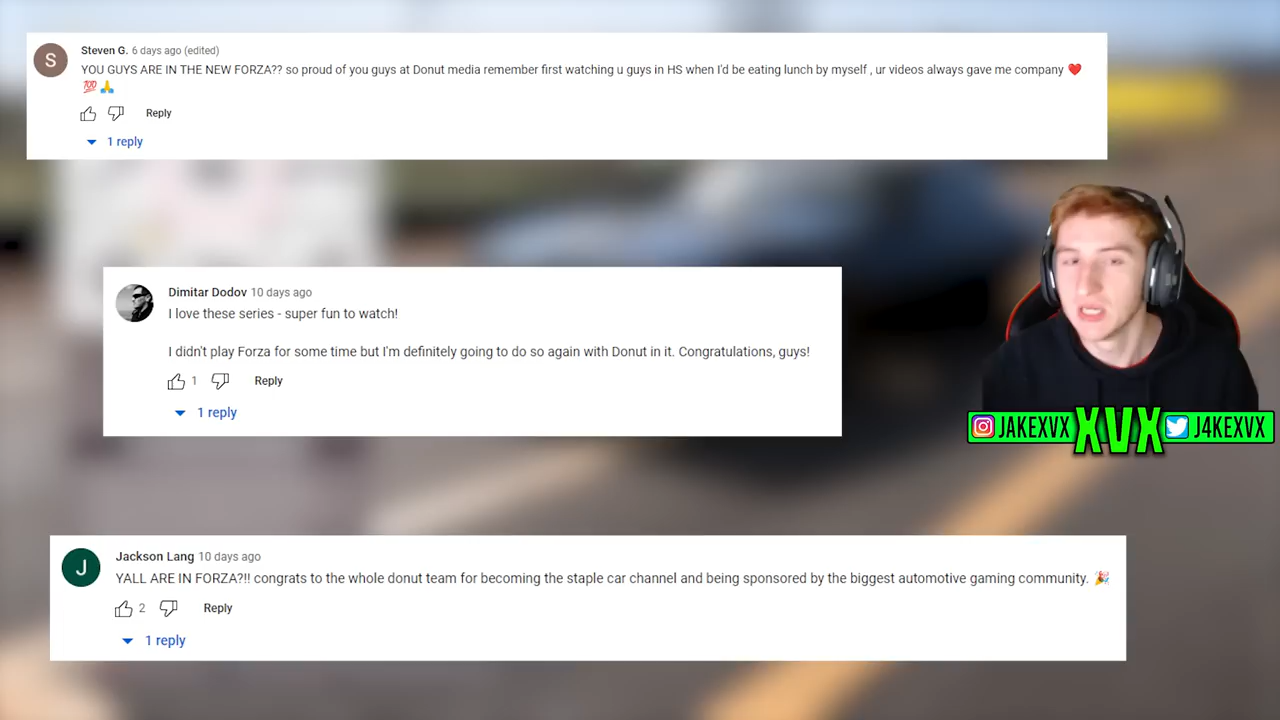 Steven G. 6 days ago (edited)
YOU GUYS ARE IN THE NEW FORZA?? so proud of you guys at Donut media remember first watching u guys in HS when I'd be eating lunch by myself , ur videos always gave me company ❤️
💯 🙏
Reply
1 reply
Dimitar Dodov 10 days ago
I love these series - super fun to watch!
I didn't play Forza for some time but I'm definitely going to do so again with Donut in it. Congratulations, guys!
1 Reply
1 reply
JAKEXVX XVX J4KEXVX
Jackson Lang 10 days ago
YALL ARE IN FORZA?!! congrats to the whole donut team for becoming the staple car channel and being sponsored by the biggest automotive gaming community. 🎉
2 Reply
1 reply